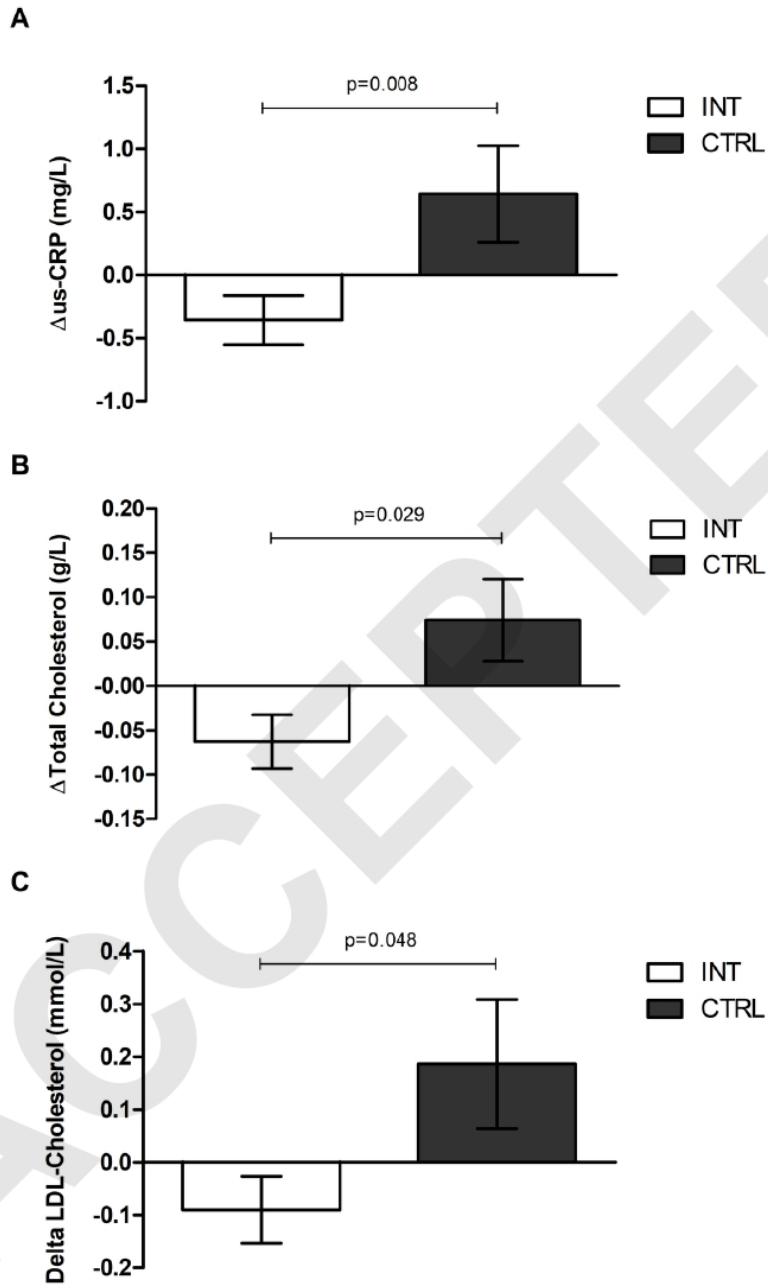 A
p=0.008
INT
CTRL
Δus-CRP (mg/L)
1.5
1.0
0.5
0.0
-0.5
-1.0
B
p=0.029
INT
CTRL
ΔTotal Cholesterol (g/L)
0.20
0.15
0.10
0.05
-0.00
-0.05
-0.10
-0.15
C
p=0.048
INT
CTRL
Delta LDL-Cholesterol (mmol/L)
0.4
0.3
0.2
0.1
0.0
-0.1
-0.2
ACCEPTE